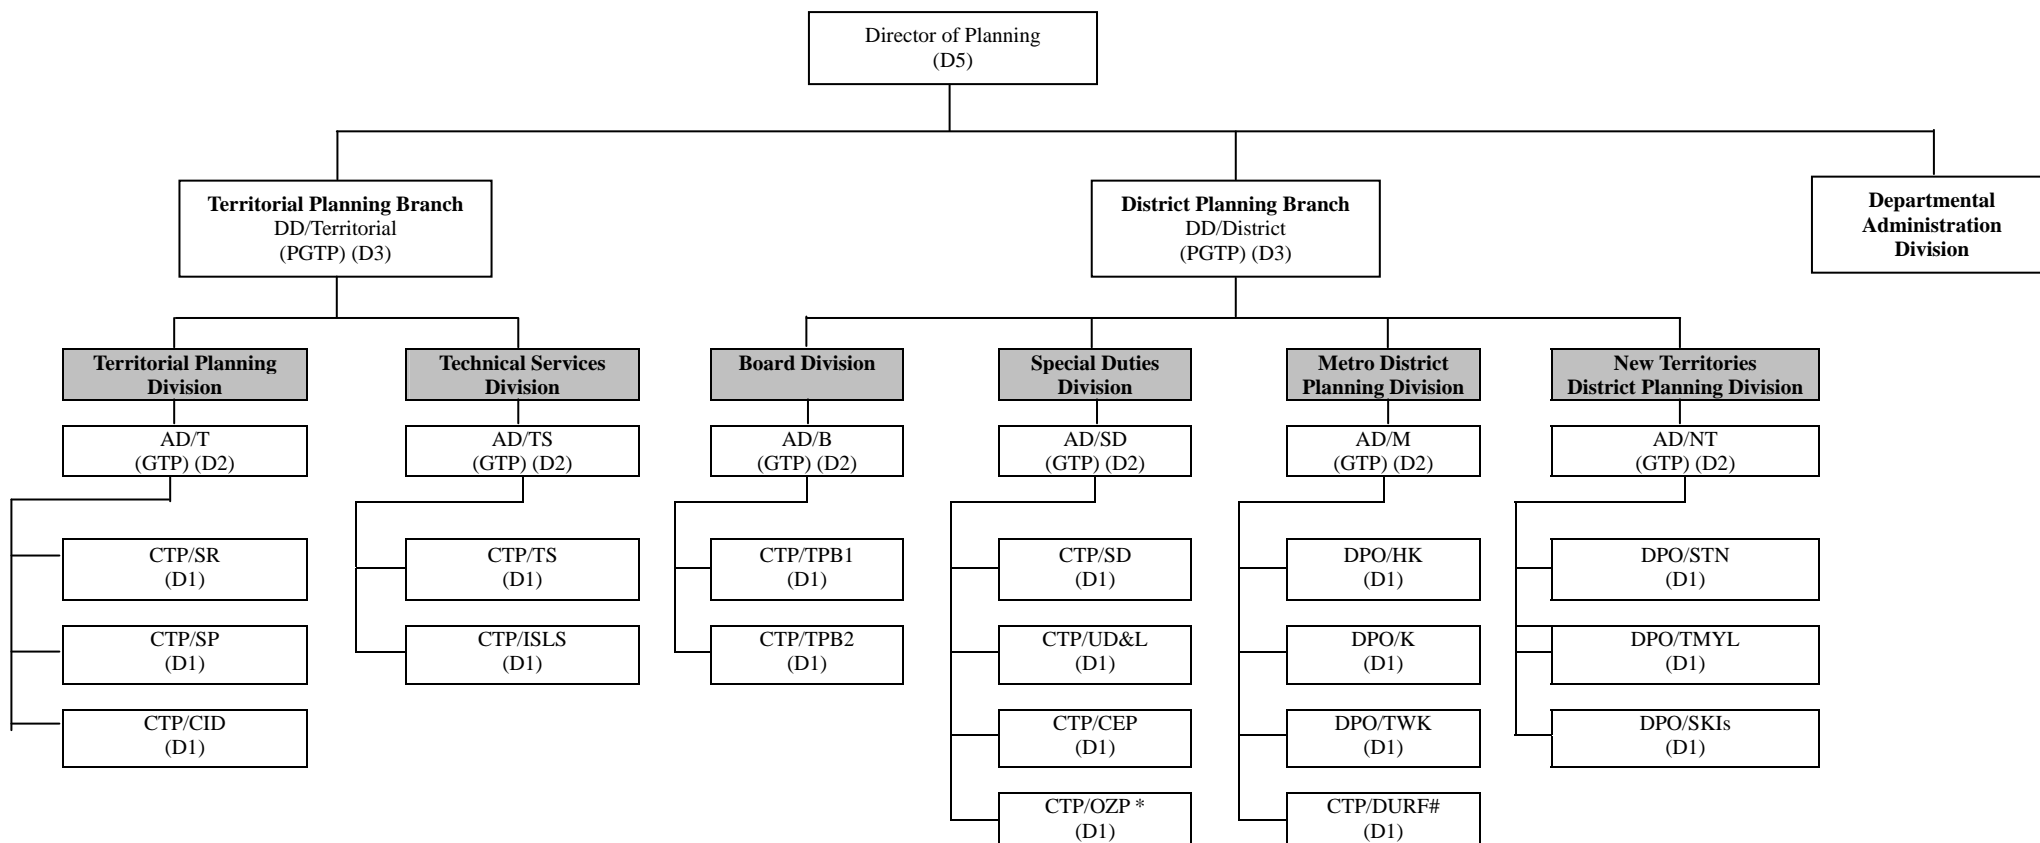 Director of Planning
(D5)
Territorial Planning Branch
DD/Territorial
(PGTP) (D3)
District Planning Branch
DD/District
(PGTP) (D3)
Departmental
Administration
Division
Territorial Planning
Division
Technical Services
Division
Board Division
Special Duties
Division
Metro District
Planning Division
New Territories
District Planning Division
AD/T
(GTP) (D2)
AD/TS
(GTP) (D2)
AD/B
(GTP) (D2)
AD/SD
(GTP) (D2)
AD/M
(GTP) (D2)
AD/NT
(GTP) (D2)
CTP/SR
(D1)
CTP/TS
(D1)
CTP/TPB1
(D1)
CTP/SD
(D1)
DPO/HK
(D1)
DPO/STN
(D1)
CTP/SP
(D1)
CTP/ISLS
(D1)
CTP/TPB2
(D1)
CTP/UD&L
(D1)
DPO/K
(D1)
DPO/TMYL
(D1)
CTP/CID
(D1)
CTP/CEP
(D1)
DPO/TWK
(D1)
DPO/SKIs
(D1)
CTP/OZP *
(D1)
CTP/DURF#
(D1)